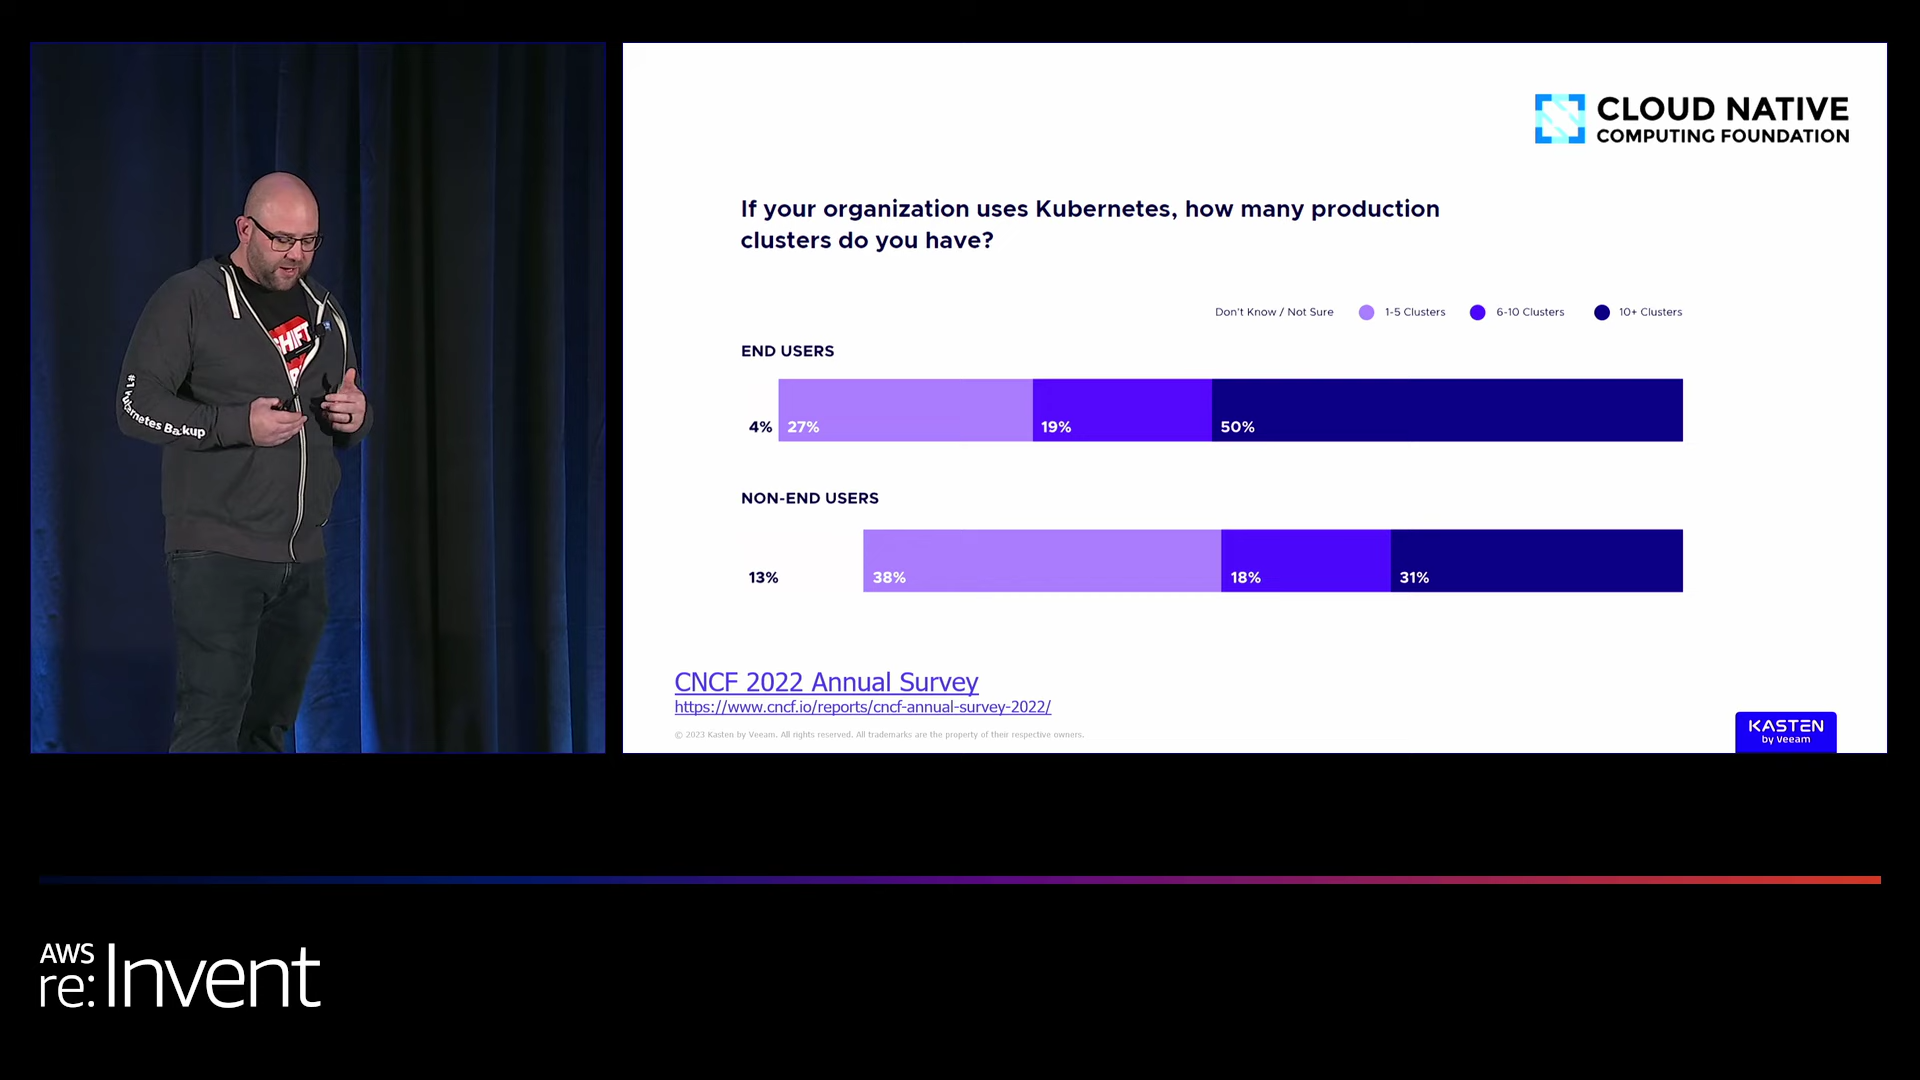 #1 Kubernetes Backup
CLOUD NATIVE
COMPUTING FOUNDATION
If your organization uses Kubernetes, how many production
clusters do you have?
Don't Know / Not Sure 1-5 Clusters 6-10 Clusters 10+ Clusters
END USERS
4% 27% 19% 50%
NON-END USERS
13% 38% 18% 31%
CNCF 2022 Annual Survey
https://www.cncf.io/reports/cncf-annual-survey-2022/
© 2023 Kasten by Veeam. All rights reserved. All trademarks are the property of their respective owners.
KASTEN
by Veeam
AWS
re:Invent